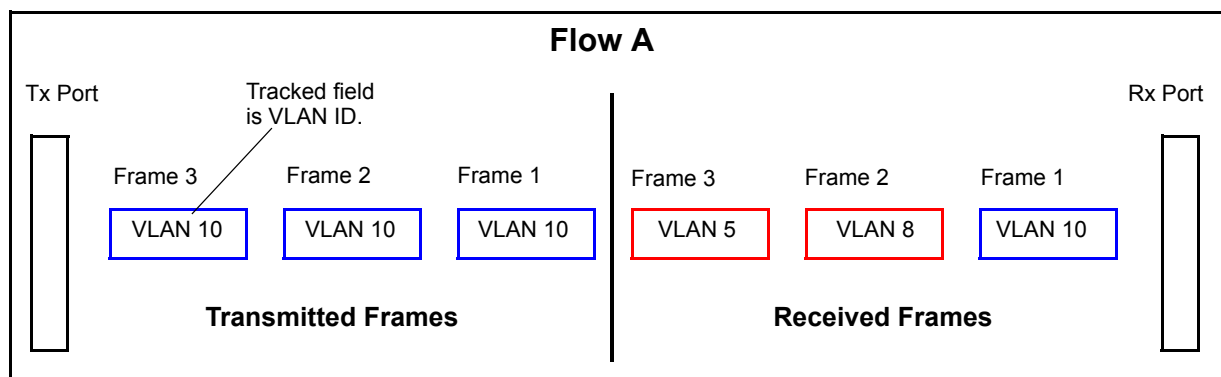 Flow A
Tx Port
Tracked field
is VLAN ID.
Rx Port
Frame 3
Frame 2
Frame 1
Frame 3
Frame 2
Frame 1
VLAN 10
VLAN 10
VLAN 10
VLAN 5
VLAN 8
VLAN 10
Transmitted Frames
Received Frames